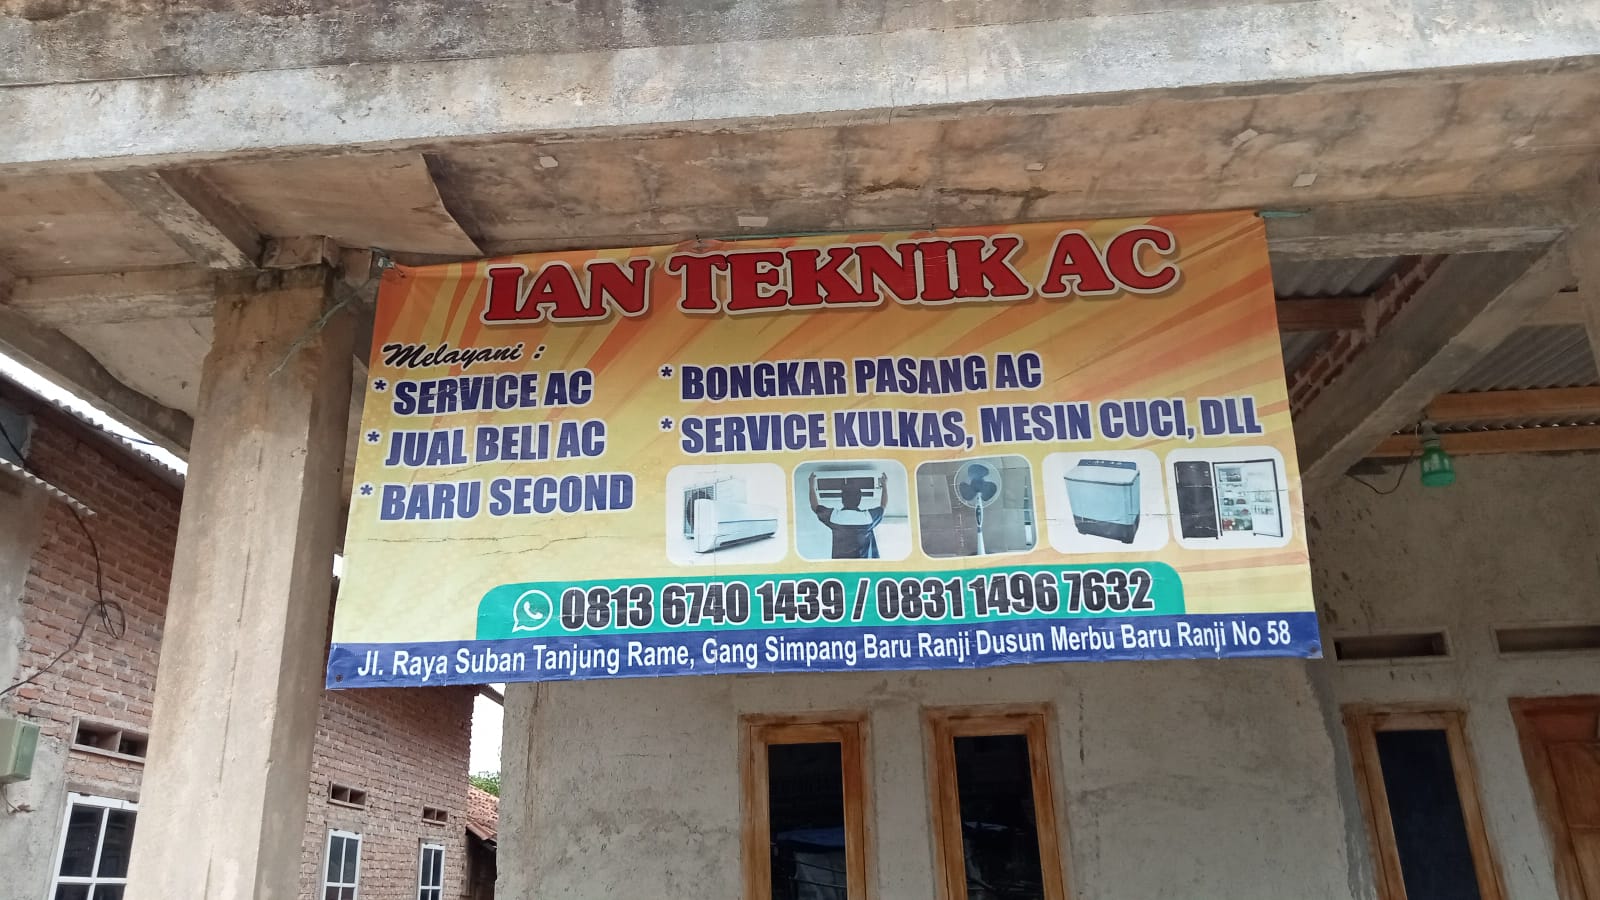 IAN TEKNIK AC
Melayani :
* SERVICE AC
* JUAL BELI AC
* BARU SECOND
* BONGKAR PASANG AC
* SERVICE KULKAS, MESIN CUCI, DLL
0813 6740 1439 / 0831 1496 7632
Jl. Raya Suban Tanjung Rame, Gang Simpang Baru Ranji Dusun Merbu Baru Ranji No 58